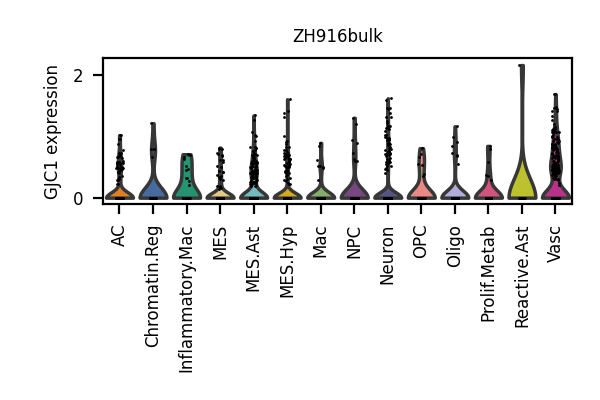 ZH916bulk
GJC1 expression
2
0
AC
Chromatin.Reg
Inflammatory.Mac
MES
MES.Ast
MES.Hyp
Mac
NPC
Neuron
OPC
Oligo
Prolif.Metab
Reactive.Ast
Vasc